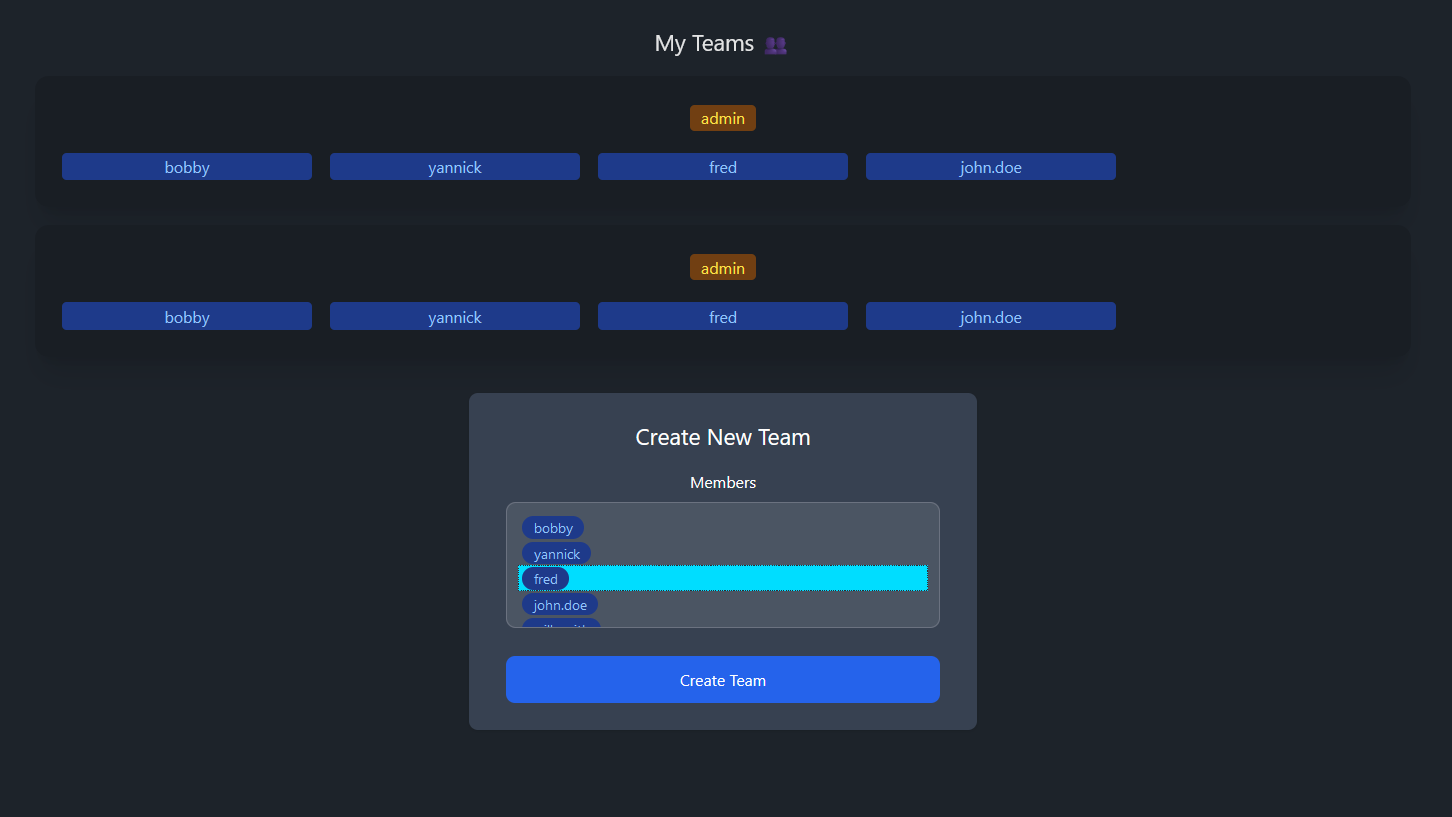 My Teams
admin
bobby yannick fred john.doe
admin
bobby yannick fred john.doe
Create New Team
Members
bobby
yannick
fred
john.doe
Create Team